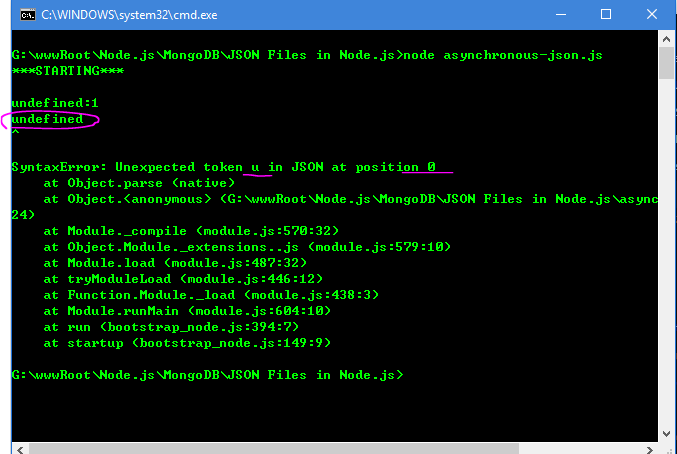 C:\WINDOWS\system32\cmd.exe
G:\wwwRoot\Node.js\MongoDB\JSON Files in Node.js>node asynchronous-json.js
***STARTING***
undefined:1
undefined
^
SyntaxError: Unexpected token u in JSON at position 0
at Object.parse (native)
at Object.<anonymous> (G:\wwwRoot\Node.js\MongoDB\JSON Files in Node.js\async
24)
at Module._compile (module.js:570:32)
at Object.Module._extensions..js (module.js:579:10)
at Module.load (module.js:487:32)
at tryModuleLoad (module.js:446:12)
at Function.Module._load (module.js:438:3)
at Module.runMain (module.js:604:10)
at run (bootstrap_node.js:394:7)
at startup (bootstrap_node.js:149:9)
G:\wwwRoot\Node.js\MongoDB\JSON Files in Node.js>